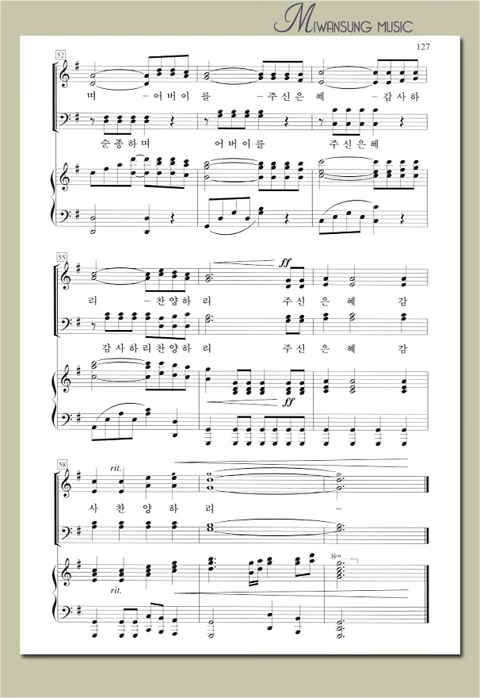 MIWANSUNG MUSIC
127
52
며 - 어 버 이 를 - 주 신 은 혜 - 감 사 하
순 종 하 며 어 버 이 를 주 신 은 혜
55
ff
리 - 찬 양 하 리 주 신 은 혜 감
감 사 하 리 찬 양 하 리 주 신 은 혜 감
ff
58
rit.
사 찬 양 하 리 -
rit.
8va